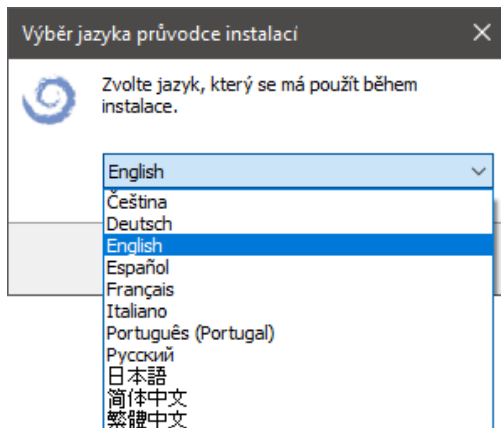 Výběr jazyka průvodce instalací
Zvolte jazyk, který se má použít během
instalace.
English
Čeština
Deutsch
English
Español
Français
Italiano
Português (Portugal)
Русский
日本語
简体中文
繁體中文